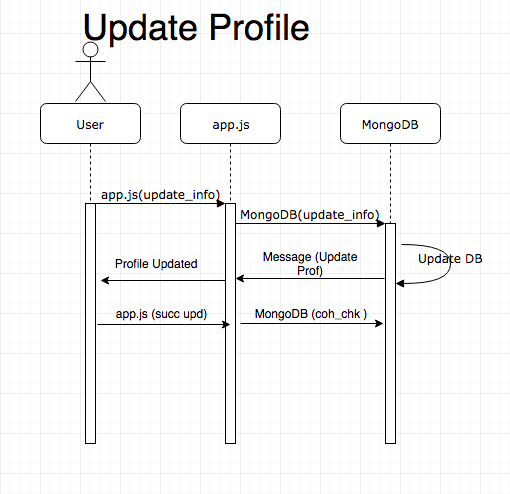 Update Profile
User
app.js
MongoDB
app.js(update_info)
MongoDB(update_info)
Update DB
Message (Update
Prof)
Profile Updated
app.js (succ upd)
MongoDB (coh_chk )